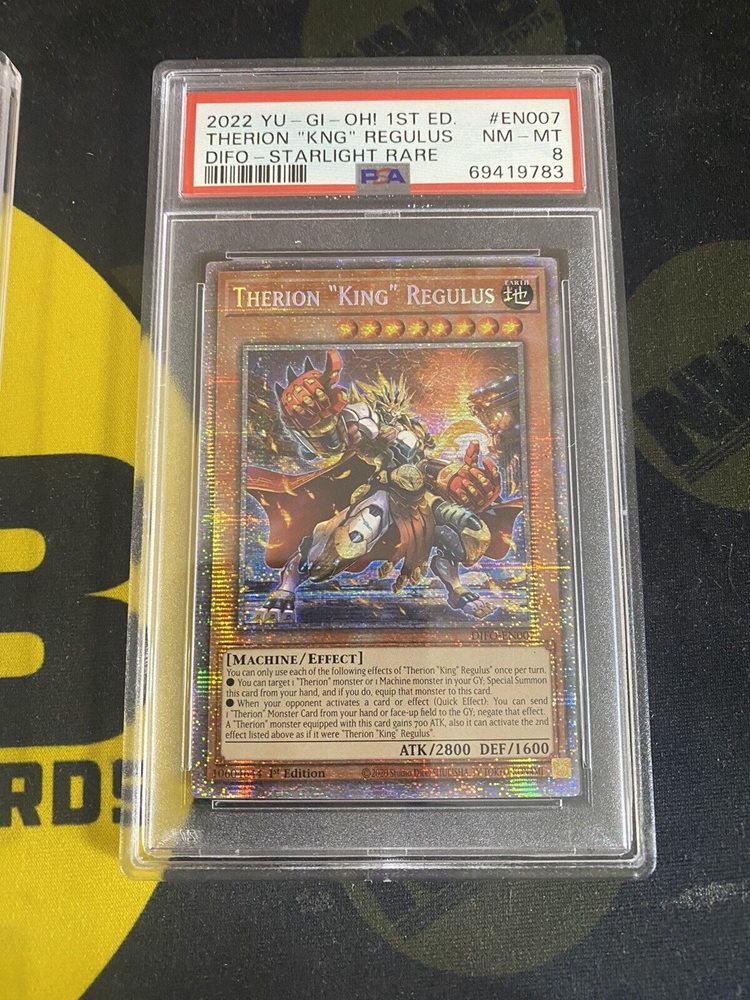 2022 YU-GI-OH! 1ST ED. #EN007
THERION "KNG" REGULUS NM-MT
DIFO-STARLIGHT RARE 8
PSA 69419783
THERION "KING" REGULUS
EARTH
地
[MACHINE/EFFECT]
You can only use each of the following effects of "Therion "King" Regulus" once per turn.
● You can target 1 "Therion" monster or 1 Machine monster in your GY; Special Summon
this card from your hand, and if you do, equip that monster to this card.
● When your opponent activates a card or effect (Quick Effect): You can send
1 "Therion" Monster Card from your hand or face-up field to the GY; negate that effect.
A "Therion" monster equipped with this card gains 700 ATK, also it can activate the 2nd
effect listed above as if it were "Therion "King" Regulus".
ATK/2800 DEF/1600
1st Edition
B
RDS